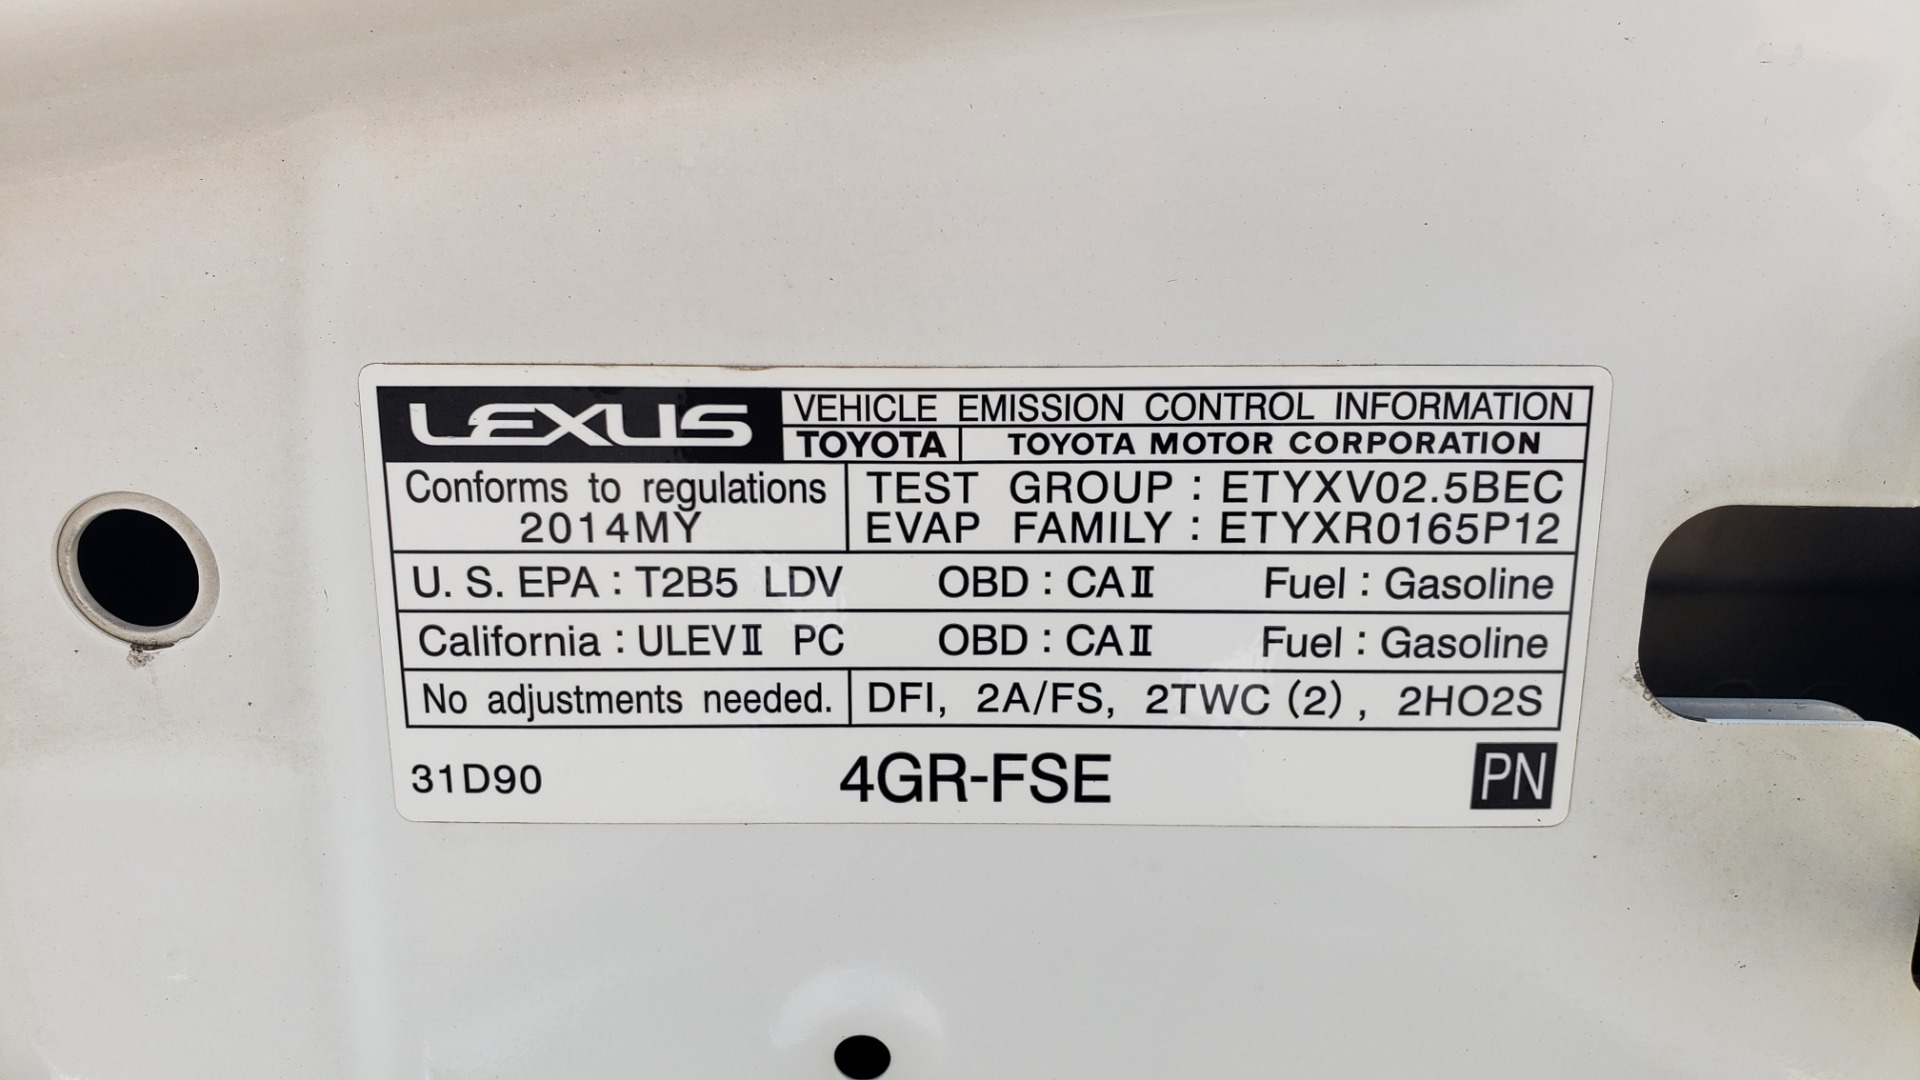 LEXUS VEHICLE EMISSION CONTROL INFORMATION
TOYOTA TOYOTA MOTOR CORPORATION
Conforms to regulations TEST GROUP : ETYXV02.5BEC
2014MY EVAP FAMILY : ETYXR0165P12
U. S. EPA : T2B5 LDV OBD : CAⅡ Fuel : Gasoline
California : ULEVⅡ PC OBD : CAⅡ Fuel : Gasoline
No adjustments needed. DFI, 2A/FS, 2TWC (2) , 2HO2S
31D90 4GR-FSE PN